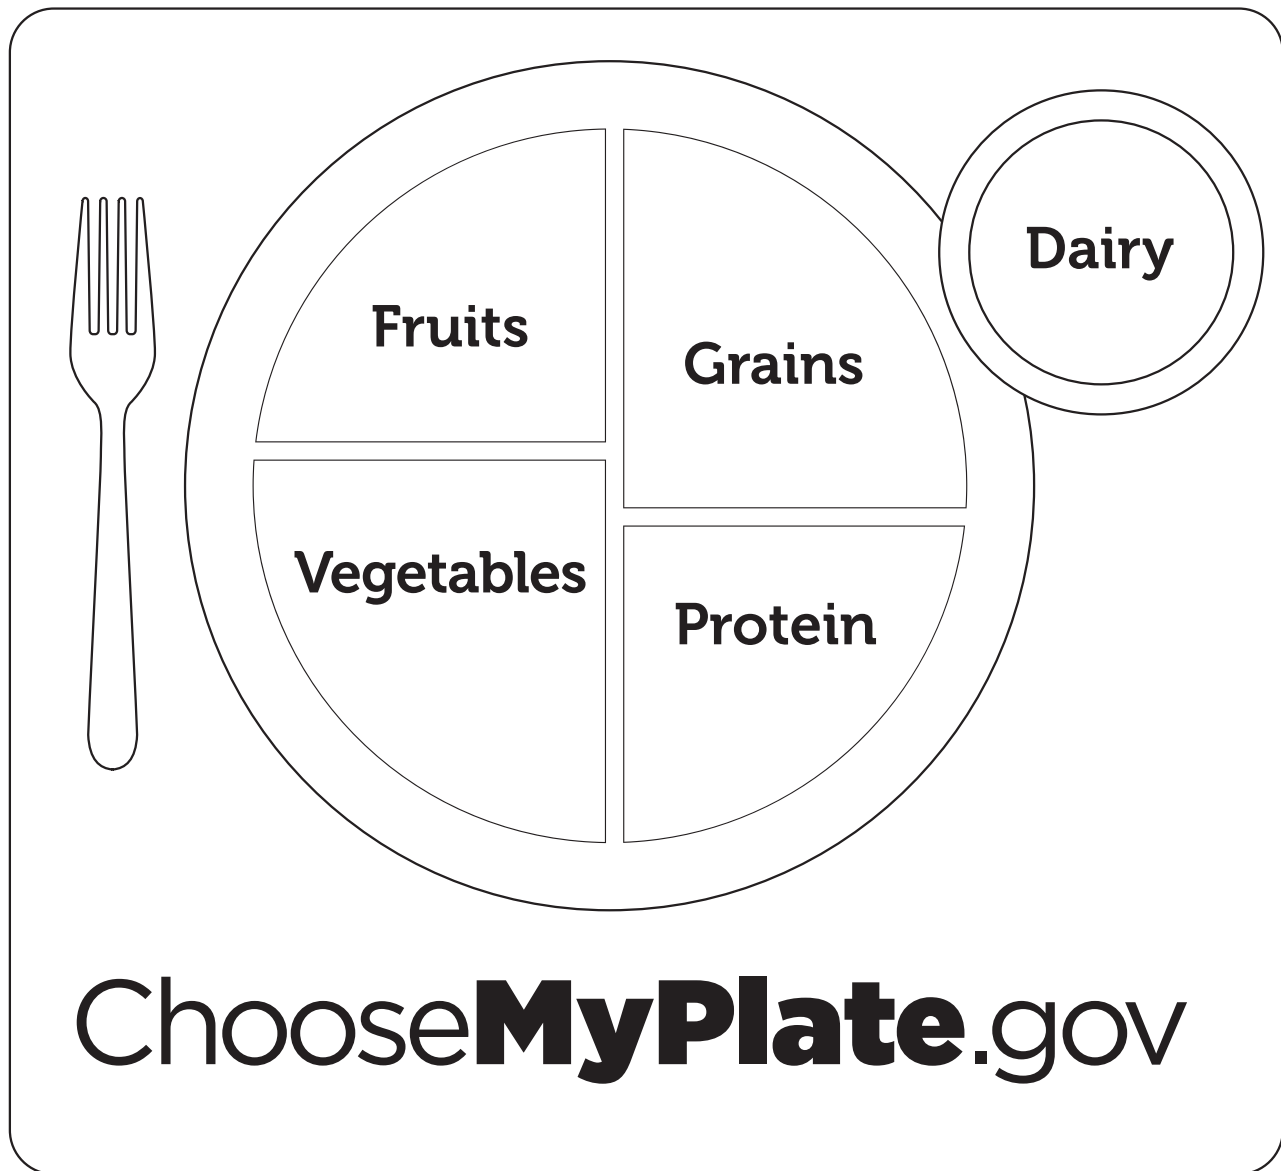 Dairy
Fruits
Grains
Vegetables
Protein
ChooseMyPlate.gov